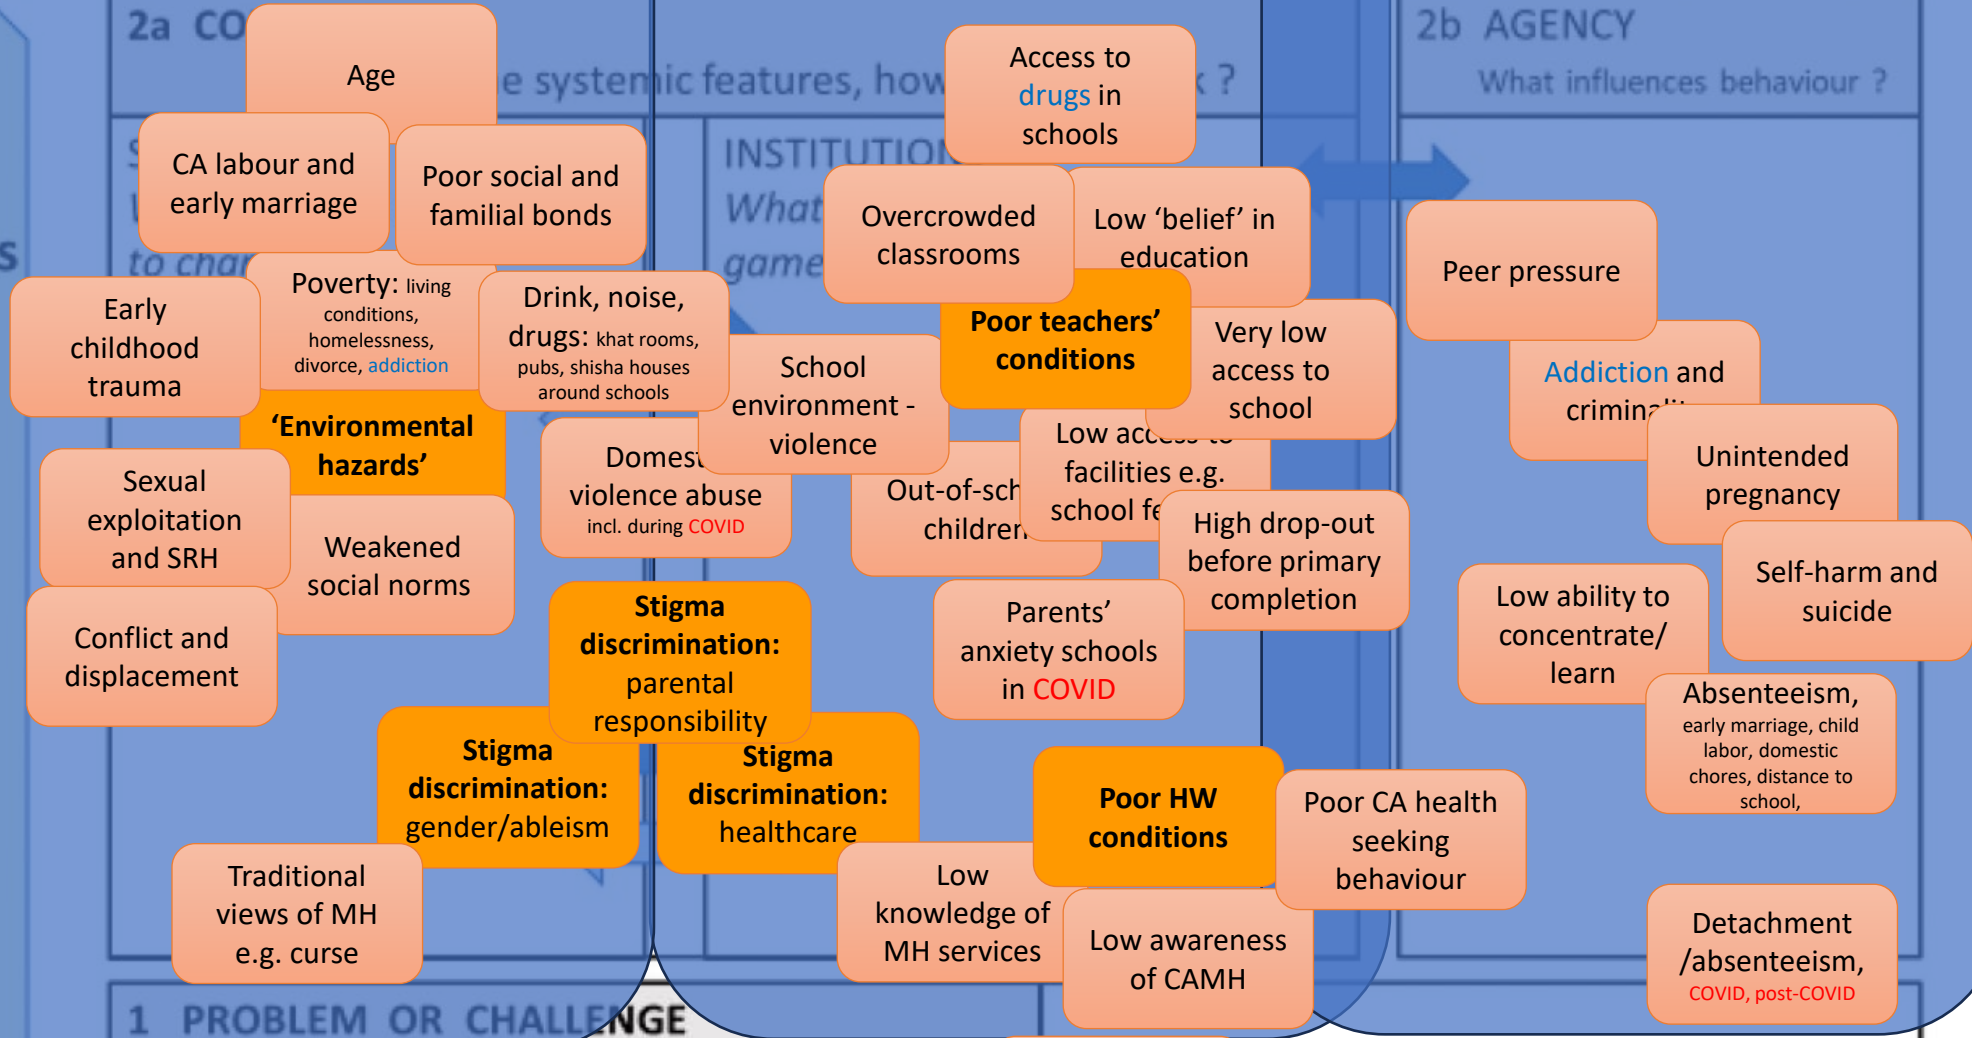 2a CO
e systemic features, how
k ?
2b AGENCY
What influences behaviour ?
INSTITUTION
What
game
to char
S
Age
CA labour and
early marriage
Poor social and
familial bonds
Early
childhood
trauma
Poverty: living
conditions,
homelessness,
divorce, addiction
Drink, noise,
drugs: khat rooms,
pubs, shisha houses
around schools
'Environmental
hazards'
Sexual
exploitation
and SRH
Weakened
social norms
Conflict and
displacement
Domest
violence abuse
incl. during COVID
School
environment -
violence
Stigma
discrimination:
parental
responsibility
Stigma
discrimination:
gender/ableism
Stigma
discrimination:
healthcare
Traditional
views of MH
e.g. curse
Access to
drugs in
schools
Overcrowded
classrooms
Low ‘belief’ in
education
Poor teachers’
conditions
Very low
access to
school
Low access to
facilities e.g.
school fe
Out-of-sch
children
High drop-out
before primary
completion
Parents’
anxiety schools
in COVID
Poor HW
conditions
Poor CA health
seeking
behaviour
Low
knowledge of
MH services
Low awareness
of CAMH
Peer pressure
Addiction and
criminality
Unintended
pregnancy
Self-harm and
suicide
Low ability to
concentrate/
learn
Absenteeism,
early marriage, child
labor, domestic
chores, distance to
school,
Detachment
/absenteeism,
COVID, post-COVID
1 PROBLEM OR CHALLENGE